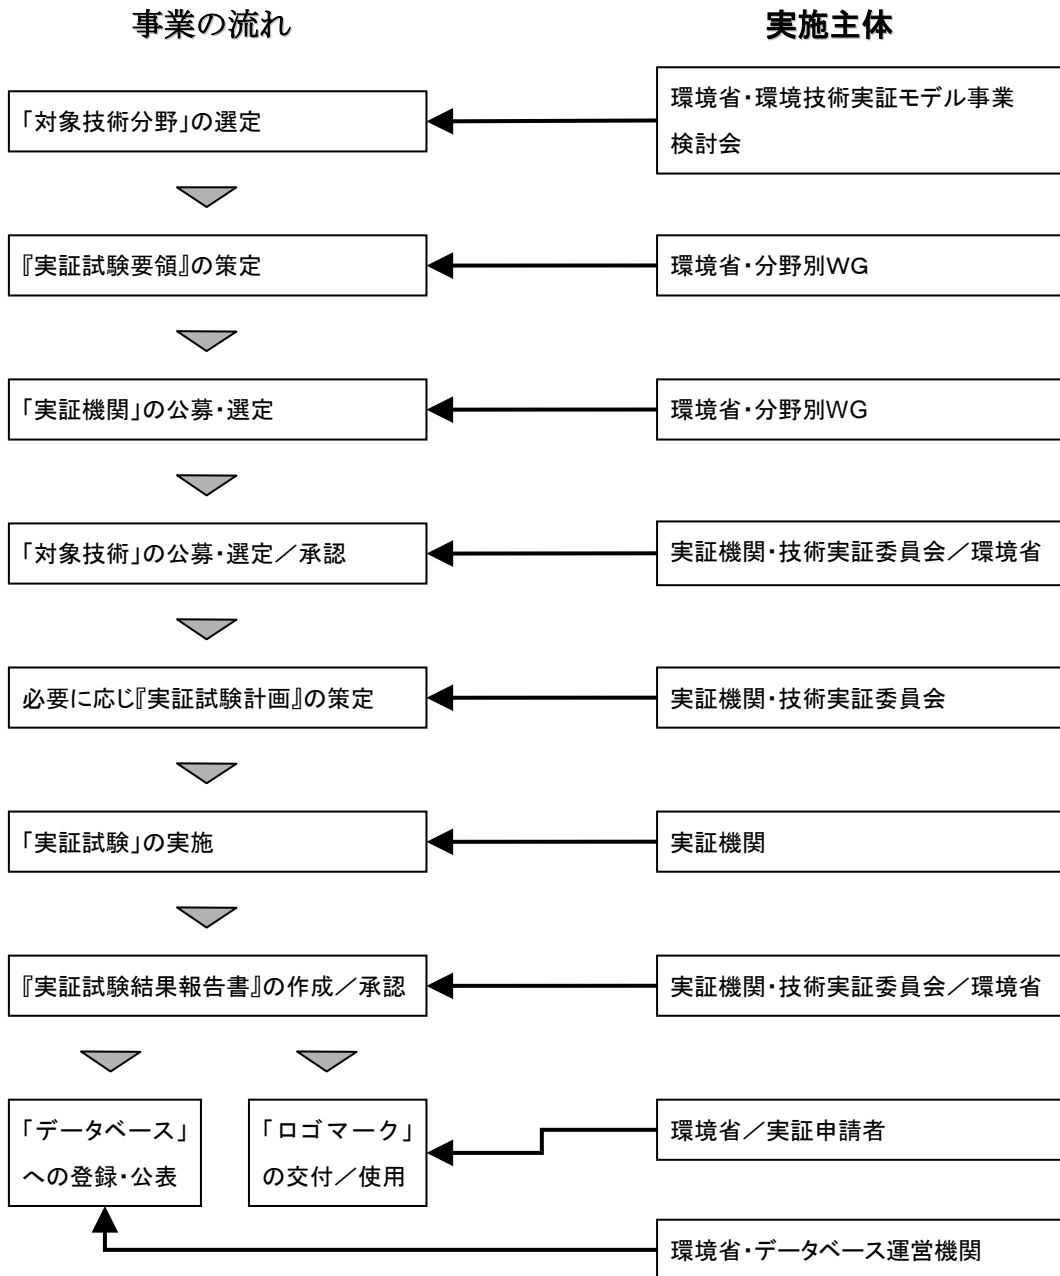 事業の流れ
実施主体
「対象技術分野」の選定
環境省・環境技術実証モデル事業
検討会
『実証試験要領』の策定
環境省・分野別WG
「実証機関」の公募・選定
環境省・分野別WG
「対象技術」の公募・選定／承認
実証機関・技術実証委員会／環境省
必要に応じ『実証試験計画』の策定
実証機関・技術実証委員会
「実証試験」の実施
実証機関
『実証試験結果報告書』の作成／承認
実証機関・技術実証委員会／環境省
「データベース」
への登録・公表
「ロゴマーク」
の交付／使用
環境省／実証申請者
環境省・データベース運営機関